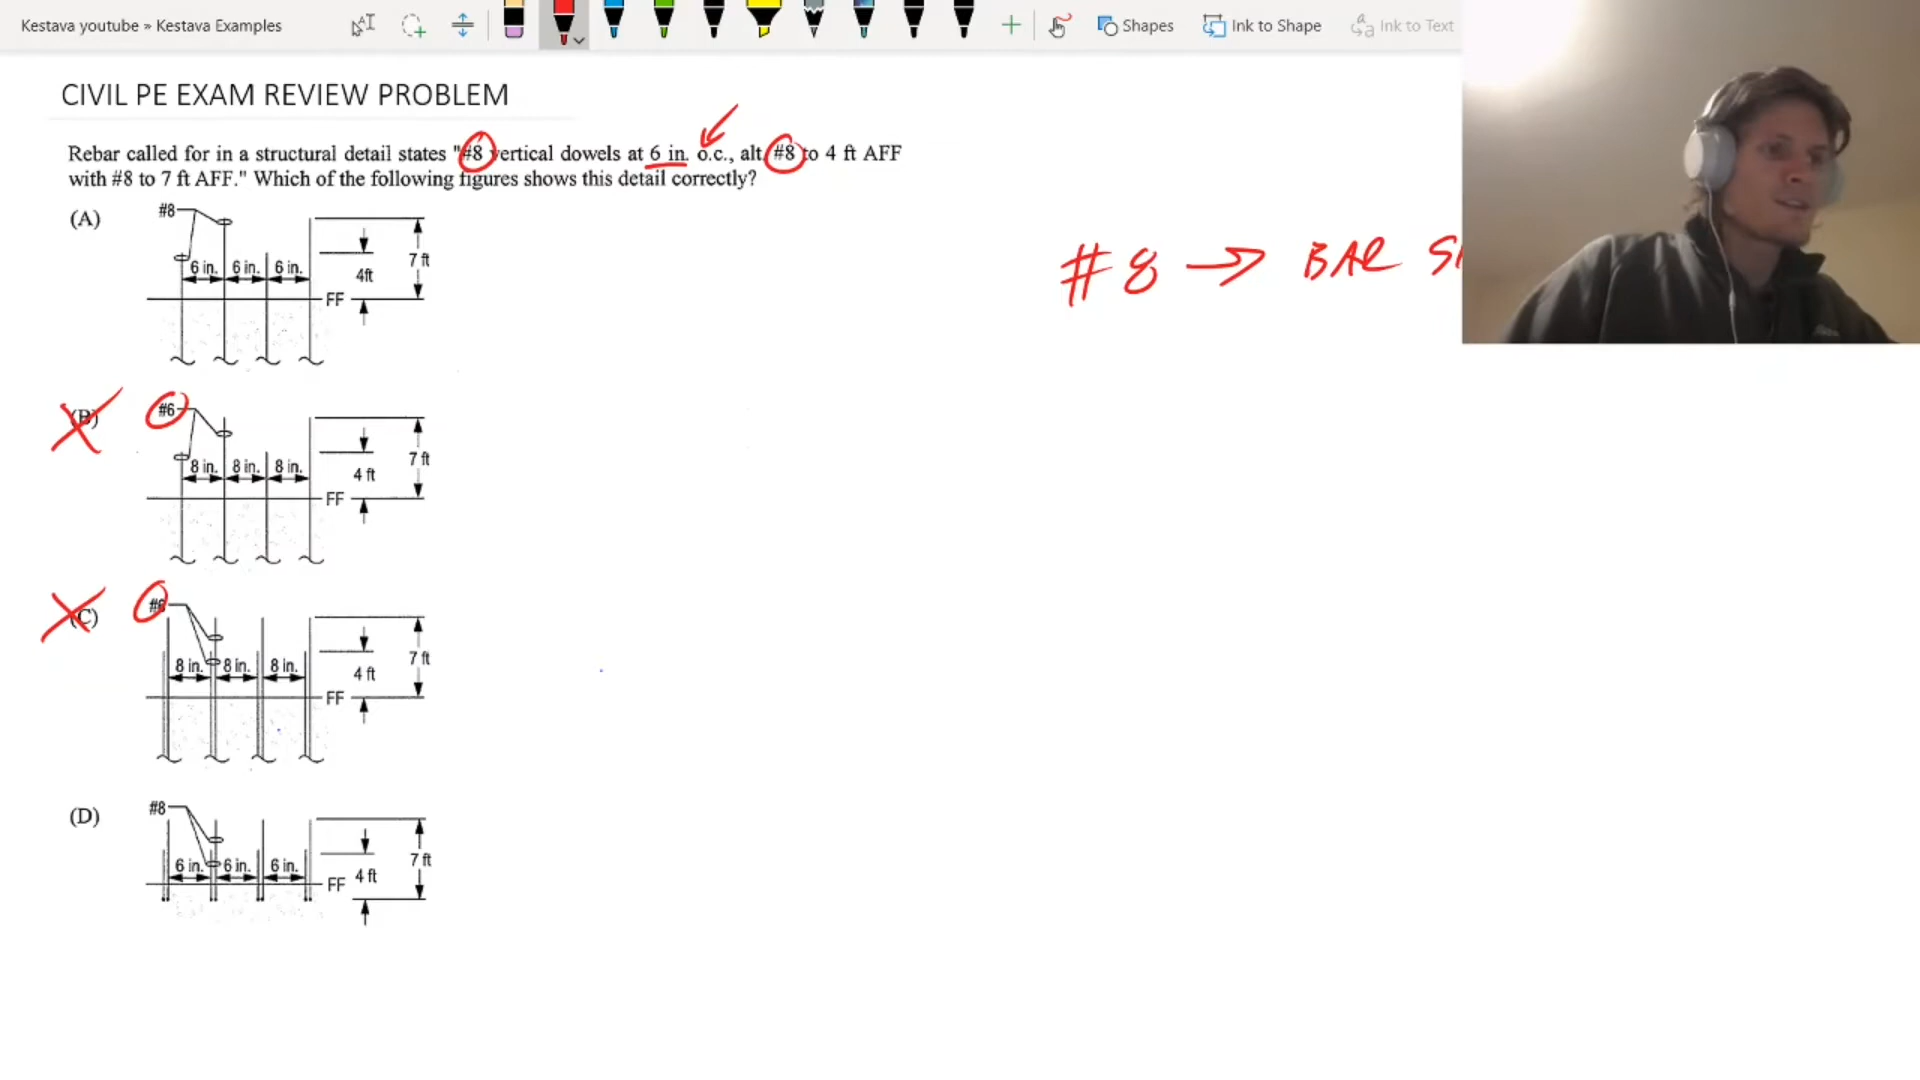 Kestava youtube » Kestava Examples
Shapes
Ink to Shape
Ink to Text
CIVIL PE EXAM REVIEW PROBLEM
Rebar called for in a structural detail states "#8 vertical dowels at 6 in. o.c., alt. #8 to 4 ft AFF
with #8 to 7 ft AFF." Which of the following figures shows this detail correctly?
(A)
#8
6 in. 6 in. 6 in.
4ft
7 ft
FF
# 8 → BAR
(B)
#6
8 in. 8 in. 8 in.
4 ft
7 ft
FF
(C)
8 in. 8 in. 8 in.
4 ft
7 ft
FF
(D)
#8
6 in. 6 in. 6 in.
4 ft
7 ft
FF